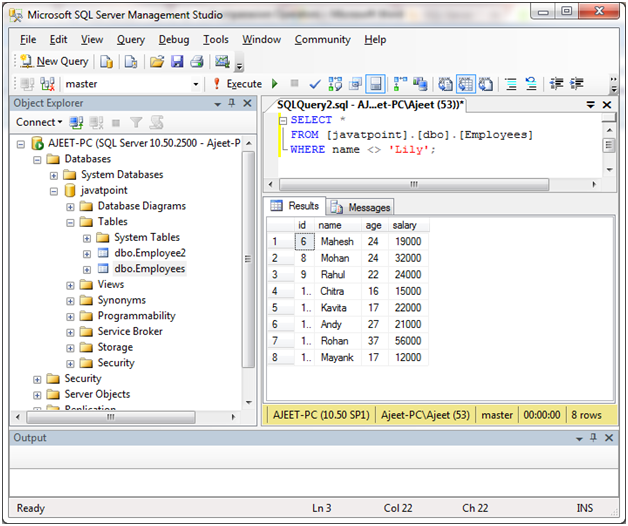 Microsoft SQL Server Management Studio
File Edit View Query Debug Tools Window Community Help
New Query
master
Execute
Object Explorer
Connect
AJEET-PC (SQL Server 10.50.2500 - Ajeet-P
Databases
System Databases
javatpoint
Database Diagrams
Tables
System Tables
dbo.Employee2
dbo.Employees
Views
Synonyms
Programmability
Service Broker
Storage
Security
Security
Server Objects
SQLQuery2.sql - AJ...et-PC\Ajeet (53))*
SELECT *
FROM [javatpoint].[dbo].[Employees]
WHERE name <> 'Lily';
Results Messages
id name age salary
1 6 Mahesh 24 19000
2 8 Mohan 24 32000
3 9 Rahul 22 24000
4 1.. Chitra 16 15000
5 1.. Kavita 17 22000
6 1.. Andy 27 21000
7 1.. Rohan 37 56000
8 1.. Mayank 17 12000
AJEET-PC (10.50 SP1) Ajeet-PC\Ajeet (53) master 00:00:00 8 rows
Output
Ready Ln 3 Col 22 Ch 22 INS